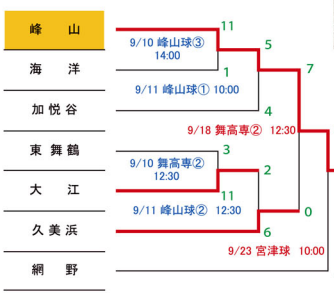 峰 山
海 洋
加悦谷
東 舞鶴
大 江
久美浜
網 野
11
9/10 峰山球③
14:00
1
5
9/11 峰山球① 10:00
4
7
9/18 舞高専② 12:30
3
9/10 舞高専②
12:30
11
2
9/11 峰山球② 12:30
6
0
9/23 宮津球 10:00